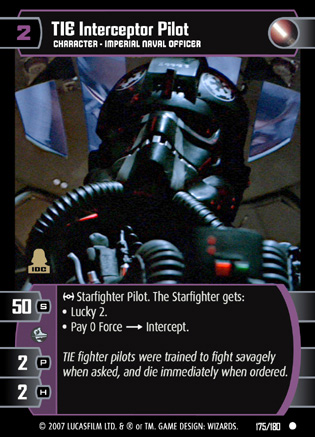 2
TIE Interceptor Pilot
CHARACTER • IMPERIAL NAVAL OFFICER
IDC
50 S
Starfighter Pilot. The Starfighter gets:
• Lucky 2.
• Pay 0 Force → Intercept.
2 P
TIE fighter pilots were trained to fight savagely
when asked, and die immediately when ordered.
2 H
© 2007 LUCASFILM LTD. & ® or TM. GAME DESIGN: WIZARDS. 175/180